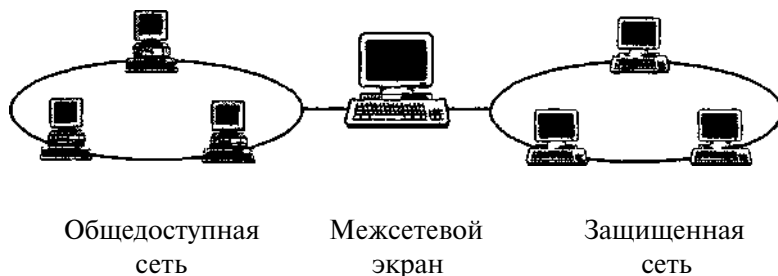 Общедоступная
сеть
Межсетевой
экран
Защищенная
сеть